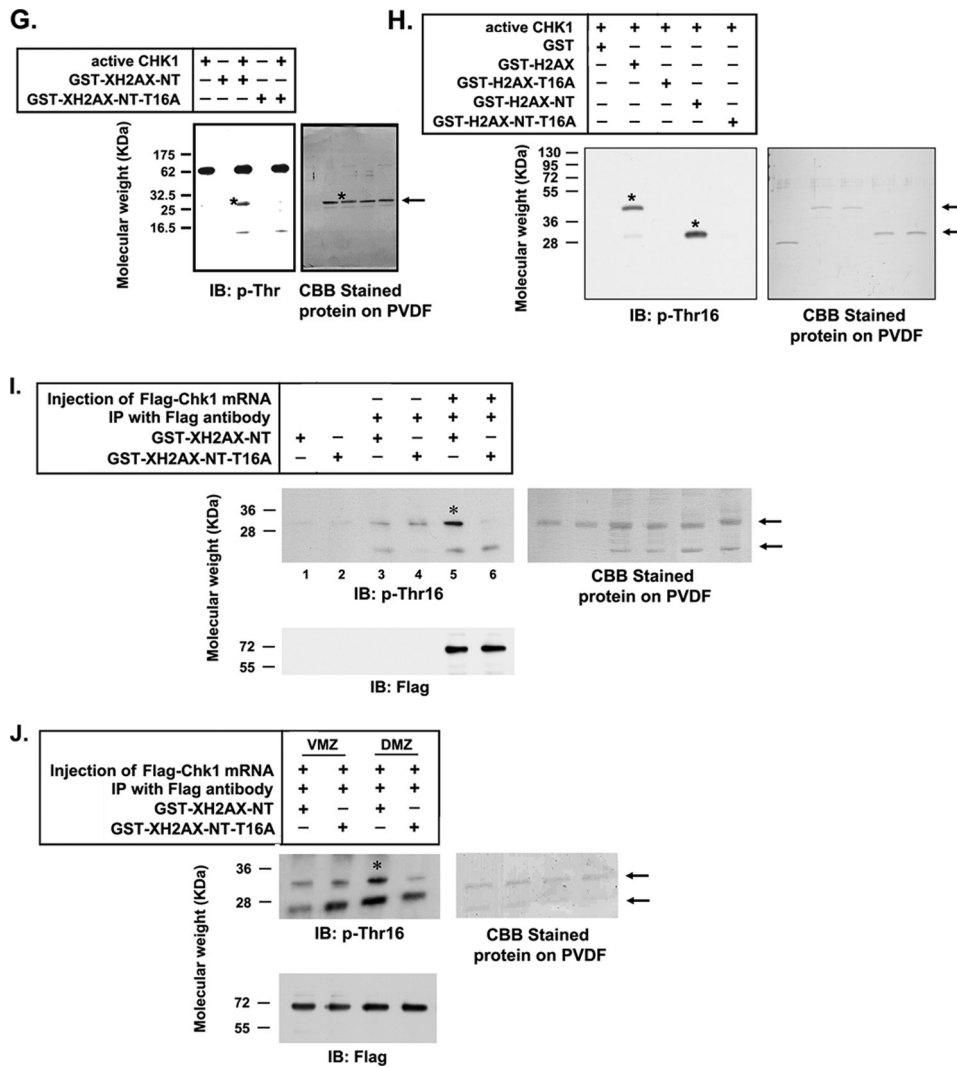 G.
active CHK1 + – + – +
GST-XH2AX-NT – + + – –
GST-XH2AX-NT-T16A – – – + +
Molecular weight (KDa)
175
62
32.5
25
16.5
*
*
IB: p-Thr
CBB Stained
protein on PVDF
H.
active CHK1 + + + + +
GST +
GST-H2AX +
GST-H2AX-T16A +
GST-H2AX-NT +
GST-H2AX-NT-T16A +
Molecular weight (KDa)
130
95
72
55
36
28
*
*
IB: p-Thr16
CBB Stained
protein on PVDF
I.
Injection of Flag-Chk1 mRNA – – + +
IP with Flag antibody + + + +
GST-XH2AX-NT + – + – + –
GST-XH2AX-NT-T16A – + – + – +
Molecular weight (KDa)
36
28
*
1 2 3 4 5 6
IB: p-Thr16
CBB Stained
protein on PVDF
72
55
IB: Flag
J.
VMZ DMZ
Injection of Flag-Chk1 mRNA + + + +
IP with Flag antibody + + + +
GST-XH2AX-NT + – + –
GST-XH2AX-NT-T16A – + – +
Molecular weight (KDa)
36
28
*
IB: p-Thr16
CBB Stained
protein on PVDF
72
55
IB: Flag